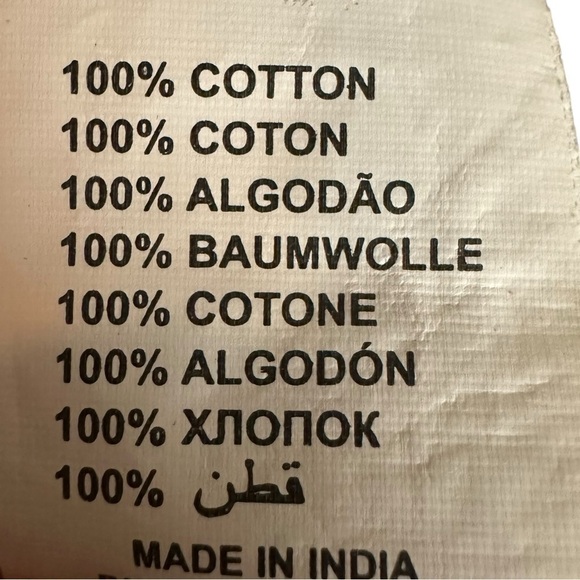 100% COTTON
100% COTON
100% ALGODÃO
100% BAUMWOLLE
100% COTONE
100% ALGODÓN
100% ХЛОПОК
100% قطن
MADE IN INDIA